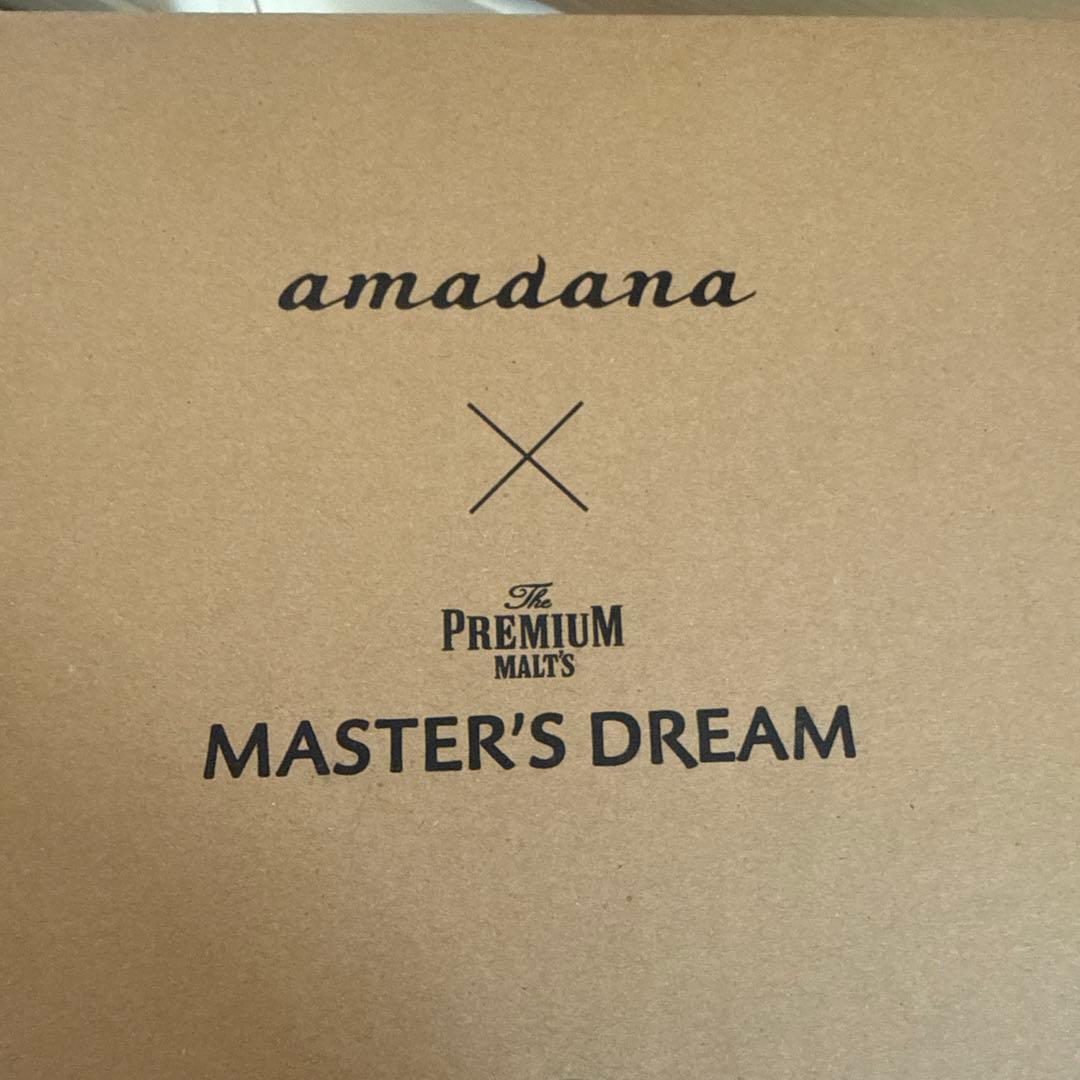 amadana
×
The
PREMIUM
MALT'S
MASTER'S DREAM